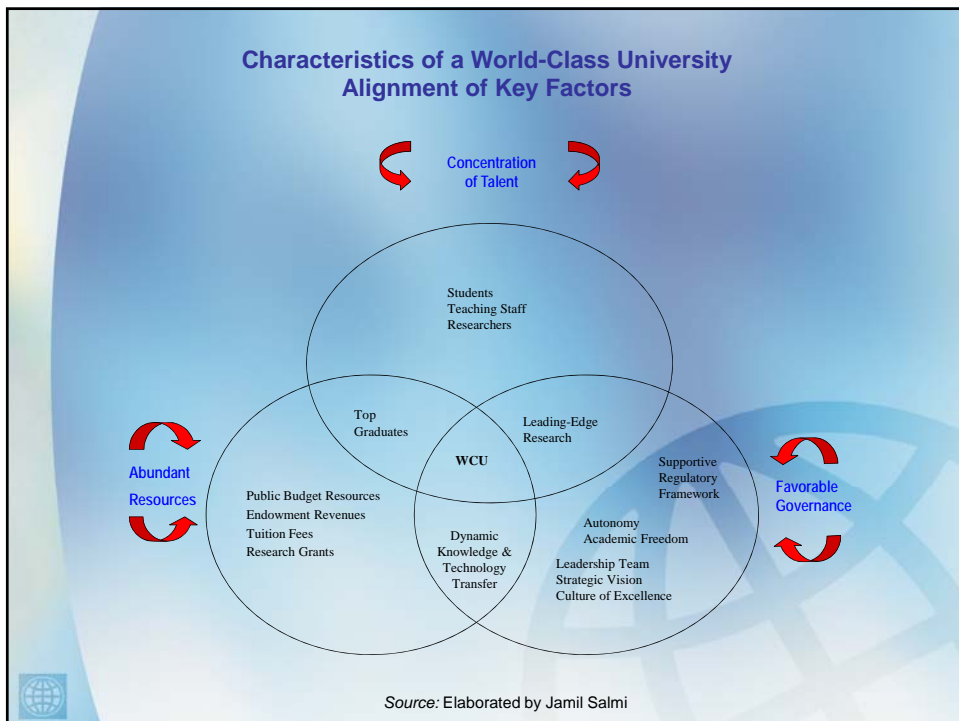 Characteristics of a World-Class University
Alignment of Key Factors
Concentration
of Talent
Students
Teaching Staff
Researchers
Top
Graduates
Leading-Edge
Research
WCU
Abundant
Resources
Public Budget Resources
Endowment Revenues
Tuition Fees
Research Grants
Dynamic
Knowledge &
Technology
Transfer
Supportive
Regulatory
Framework
Autonomy
Academic Freedom
Leadership Team
Strategic Vision
Culture of Excellence
Favorable
Governance
Source: Elaborated by Jamil Salmi